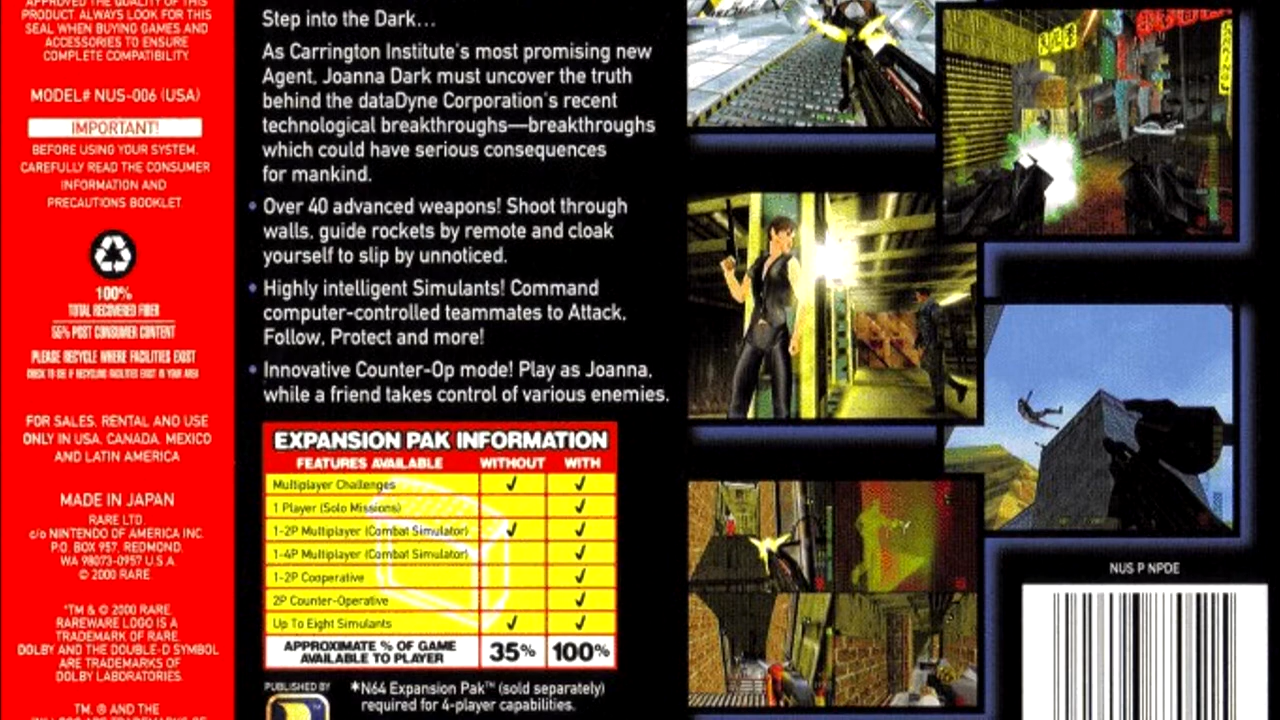 APPROVED THE QUALITY OF THIS
PRODUCT. ALWAYS LOOK FOR THIS
SEAL WHEN BUYING GAMES AND
ACCESSORIES TO ENSURE
COMPLETE COMPATIBILITY.
MODEL# NUS-006 (USA)
IMPORTANT!
BEFORE USING YOUR SYSTEM,
CAREFULLY READ THE CONSUMER
INFORMATION AND
PRECAUTIONS BOOKLET.
100%
TOTAL RECOVERED FIBER
55% POST CONSUMER CONTENT
PLEASE RECYCLE WHERE FACILITIES EXIST
CHECK TO SEE IF RECYCLING FACILITIES EXIST IN YOUR AREA
FOR SALES, RENTAL AND USE
ONLY IN USA, CANADA, MEXICO
AND LATIN AMERICA
MADE IN JAPAN
RARE LTD.
c/o NINTENDO OF AMERICA INC.
P.O. BOX 957, REDMOND,
WA 98073-0957 U.S.A.
© 2000 RARE.
"TM & © 2000 RARE.
RAREWARE LOGO IS A
TRADEMARK OF RARE.
DOLBY AND THE DOUBLE-D SYMBOL
ARE TRADEMARKS OF
DOLBY LABORATORIES.
TM, ® AND THE
Step into the Dark...
As Carrington Institute's most promising new
Agent, Joanna Dark must uncover the truth
behind the dataDyne Corporation's recent
technological breakthroughs—breakthroughs
which could have serious consequences
for mankind.
• Over 40 advanced weapons! Shoot through
walls, guide rockets by remote and cloak
yourself to slip by unnoticed.
• Highly intelligent Simulants! Command
computer-controlled teammates to Attack,
Follow, Protect and more!
• Innovative Counter-Op mode! Play as Joanna,
while a friend takes control of various enemies.
EXPANSION PAK INFORMATION
FEATURES AVAILABLE WITHOUT WITH
Multiplayer Challenges ✓ ✓
1 Player (Solo Missions) ✓
1-2P Multiplayer (Combat Simulator) ✓ ✓
1-4P Multiplayer (Combat Simulator) ✓
1-2P Cooperative ✓
2P Counter-Operative ✓
Up To Eight Simulants ✓ ✓
APPROXIMATE % OF GAME
AVAILABLE TO PLAYER 35% 100%
PUBLISHED BY
*N64 Expansion Pak™ (sold separately)
required for 4-player capabilities.
NUS P NPDE